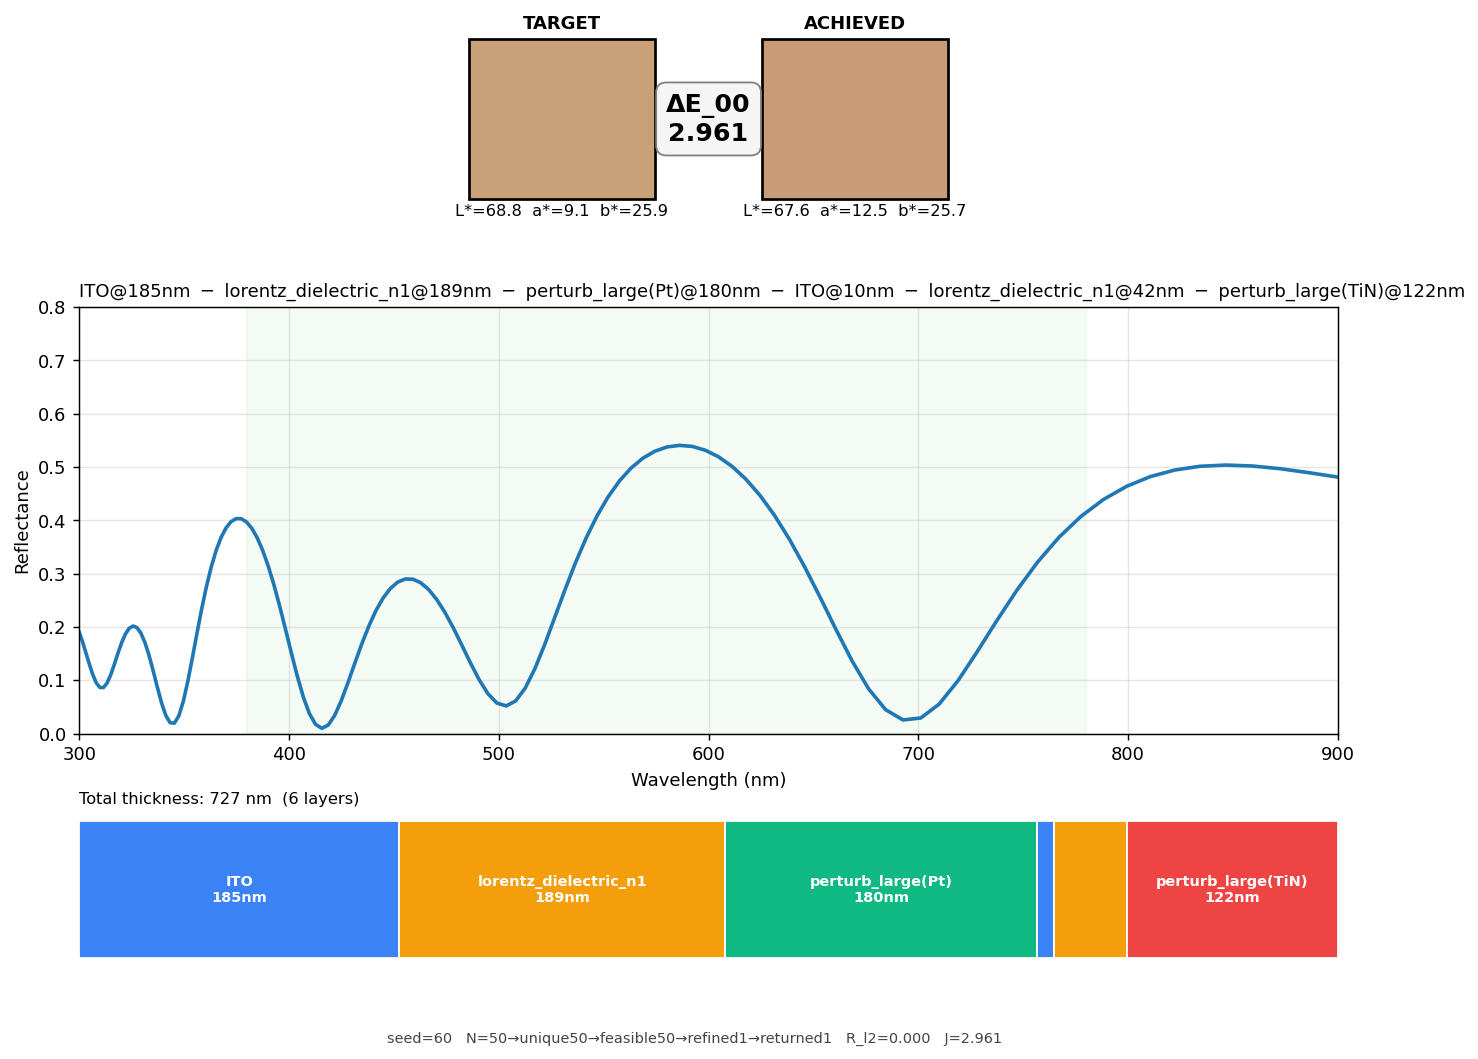 TARGET
ACHIEVED
ΔE_00
2.961
L*=68.8 a*=9.1 b*=25.9
L*=67.6 a*=12.5 b*=25.7
ITO@185nm − lorentz_dielectric_n1@189nm − perturb_large(Pt)@180nm − ITO@10nm − lorentz_dielectric_n1@42nm − perturb_large(TiN)@122nm
0.8
0.7
0.6
0.5
0.4
0.3
0.2
0.1
0.0
Reflectance
300 400 500 600 700 800 900
Wavelength (nm)
Total thickness: 727 nm (6 layers)
ITO
185nm
lorentz_dielectric_n1
189nm
perturb_large(Pt)
180nm
perturb_large(TiN)
122nm
seed=60 N=50→unique50→feasible50→refined1→returned1 R_l2=0.000 J=2.961